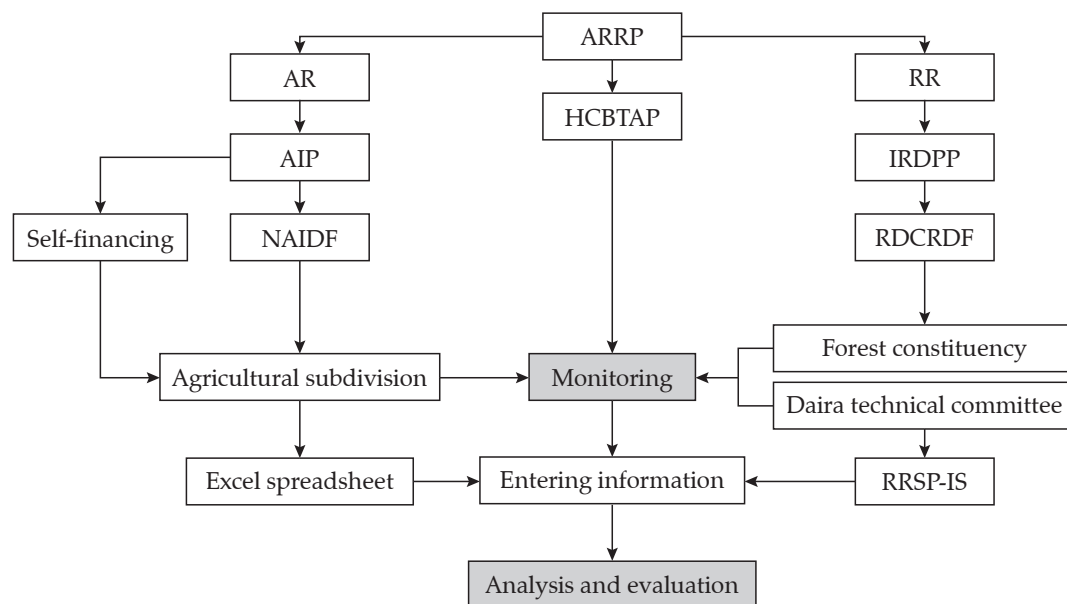 ARRP
AR
RR
HCBTAP
AIP
IRDPP
Self-financing
NAIDF
RDCRDF
Forest constituency
Agricultural subdivision
Monitoring
Daira technical committee
Excel spreadsheet
Entering information
RRSP-IS
Analysis and evaluation